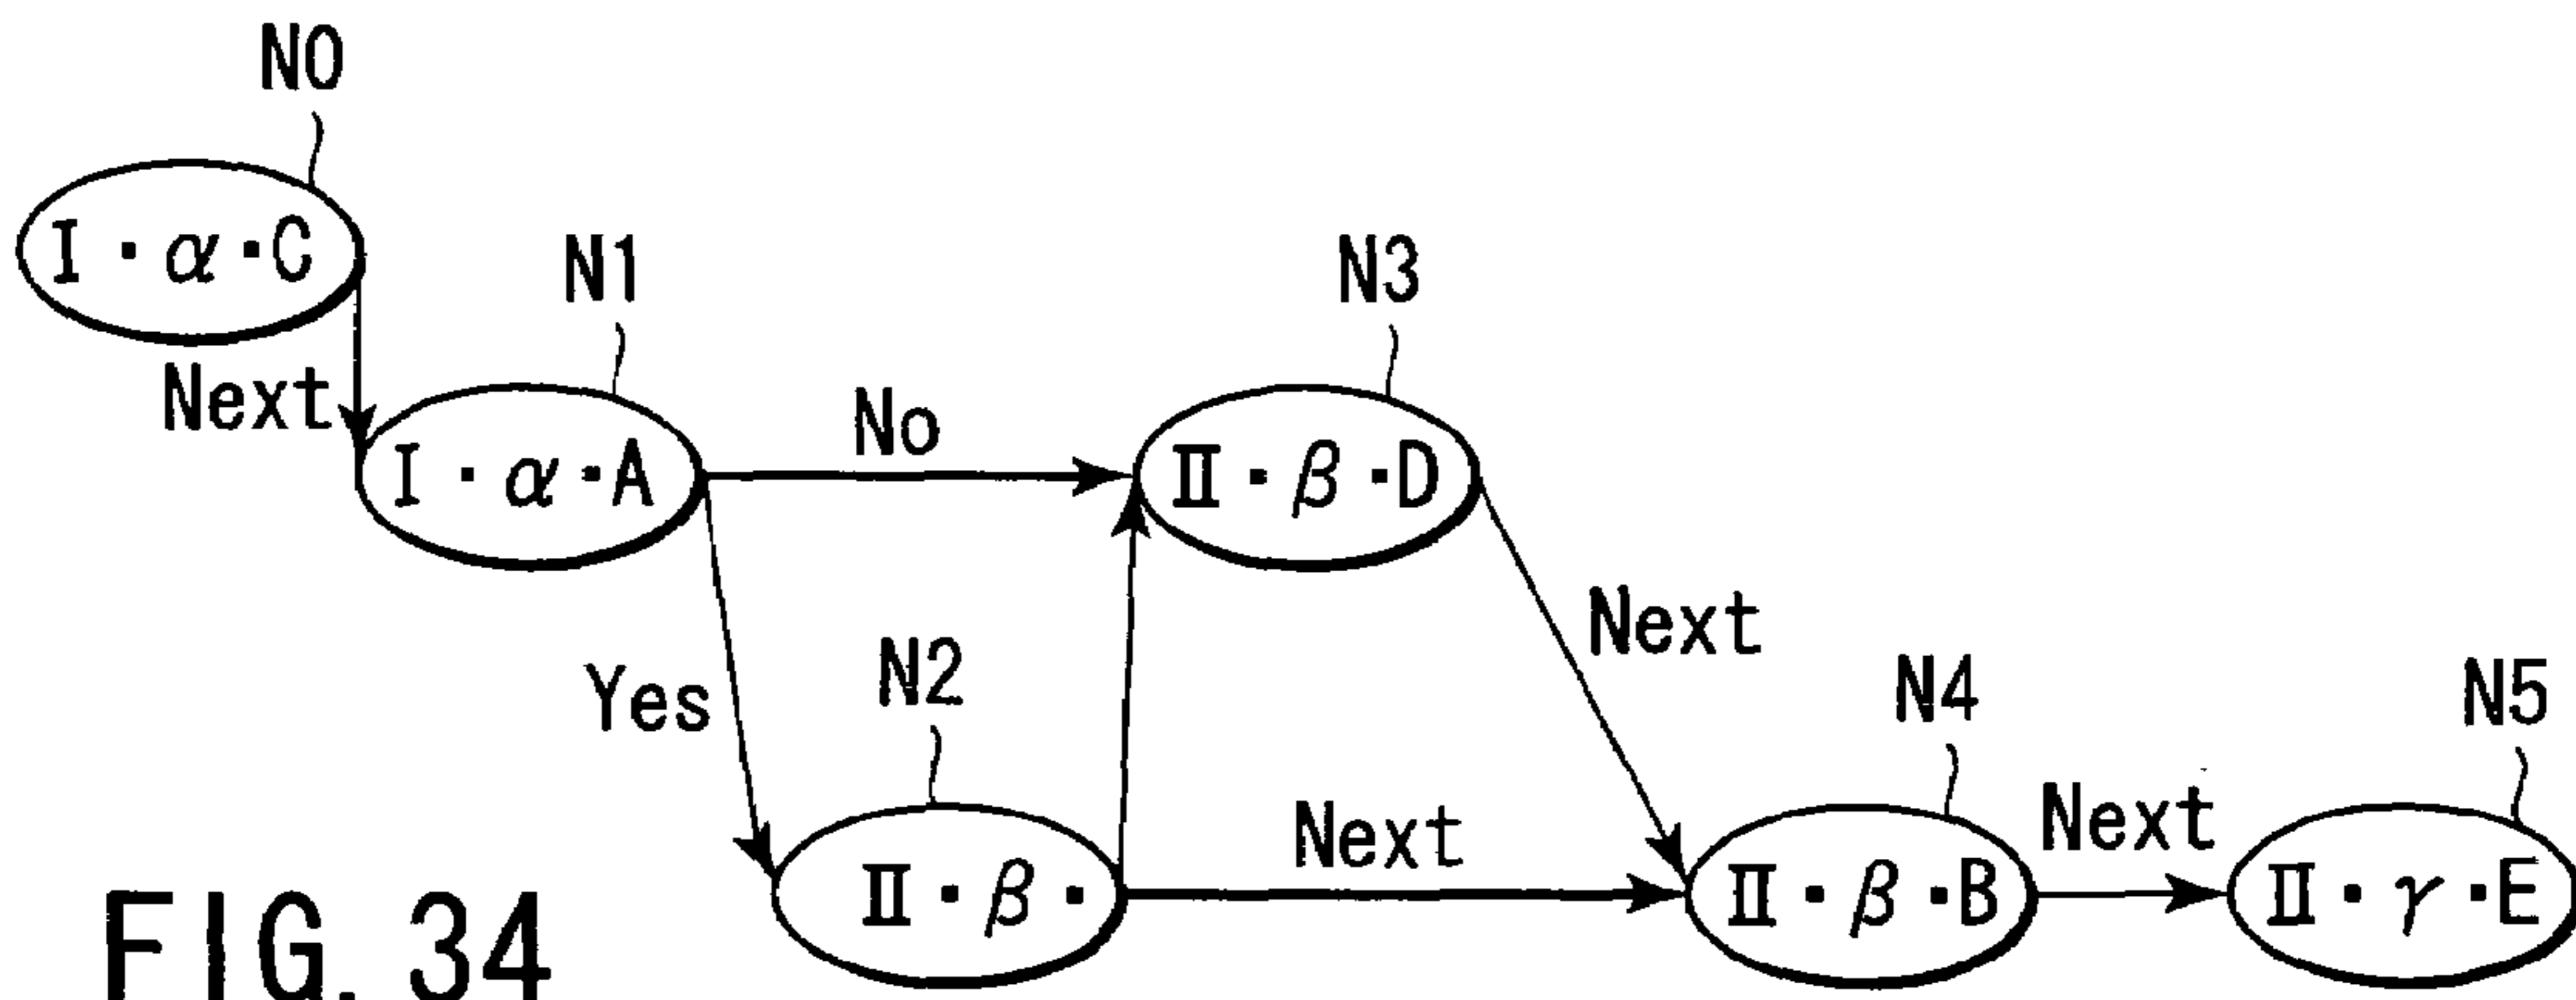 N0
I・α・C
Next
N1
I・α・A
No
N3
II・β・D
Yes
N2
II・β・
Next
Next
N4
II・β・B
Next
N5
II・γ・E
FIG. 34